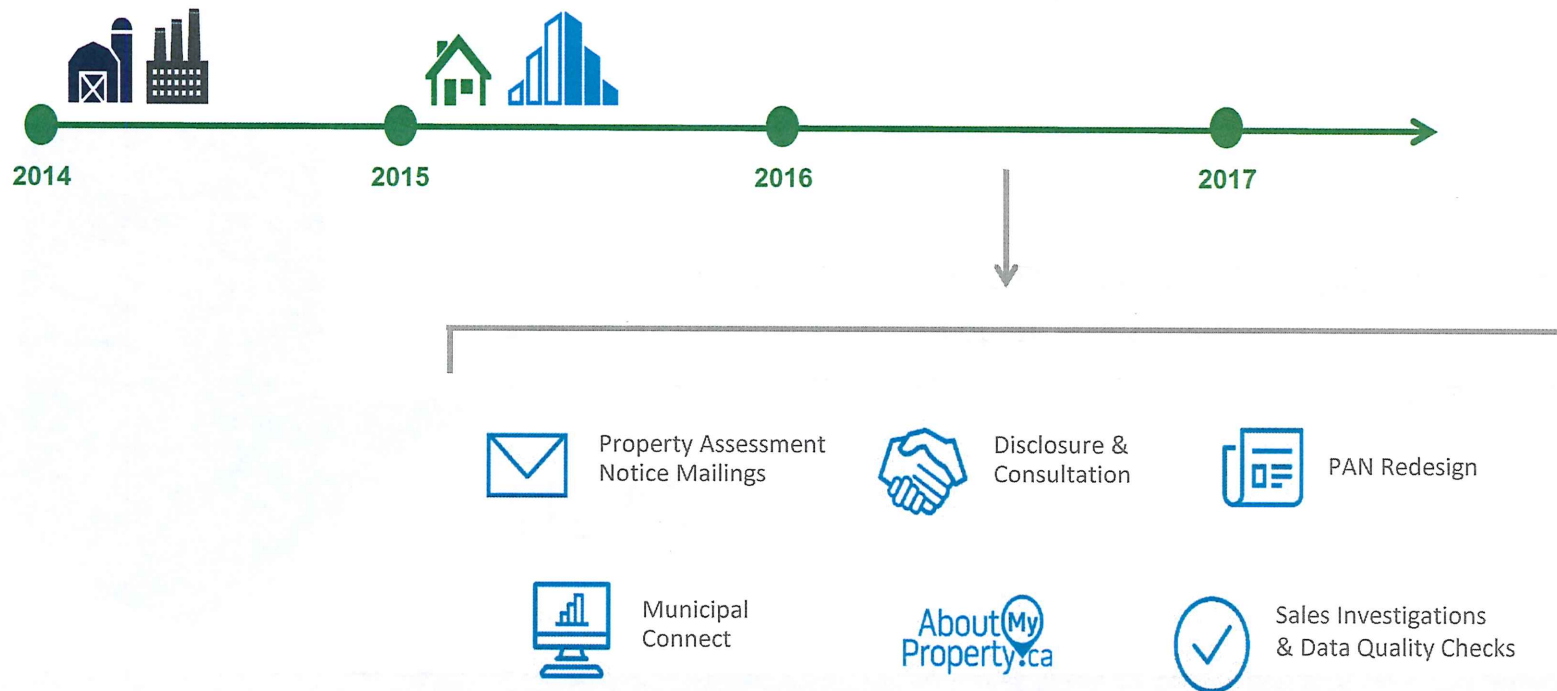 2014
2015
2016
2017
Property Assessment
Notice Mailings
Disclosure &
Consultation
PAN Redesign
Municipal
Connect
About My
Property.ca
Sales Investigations
& Data Quality Checks